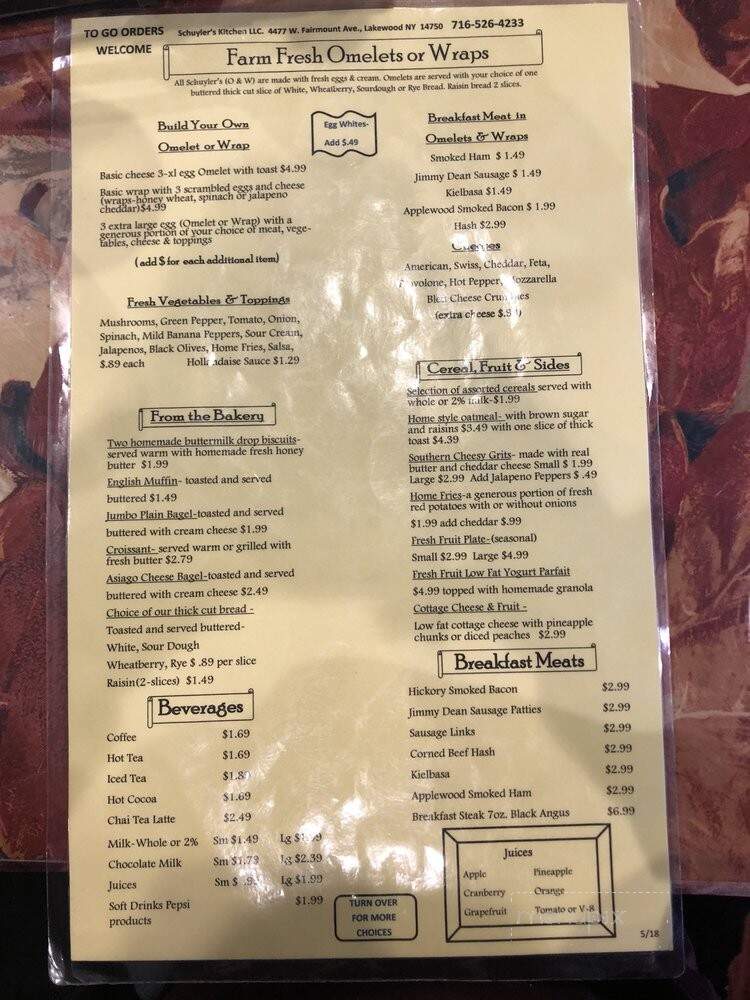 TO GO ORDERS Schuyler's Kitchen LLC. 4477 W. Fairmount Ave., Lakewood NY 14750 716-526-4233
WELCOME
Farm Fresh Omelets or Wraps
All Schuyler's (O & W) are made with fresh eggs & cream. Omelets are served with your choice of one
buttered thick cut slice of White, Wheatberry, Sourdough or Rye Bread. Raisin bread 2 slices.
Build Your Own
Omelet or Wrap
Egg Whites-
Add $.49
Basic cheese 3-xl egg Omelet with toast $4.99
Basic wrap with 3 scrambled eggs and cheese
(wraps-honey wheat, spinach or jalapeno
cheddar)$4.99
3 extra large egg (Omelet or Wrap) with a
generous portion of your choice of meat, vege-
tables, cheese & toppings
(add $ for each additional item)
Fresh Vegetables & Toppings
Mushrooms, Green Pepper, Tomato, Onion,
Spinach, Mild Banana Peppers, Sour Cream,
Jalapenos, Black Olives, Home Fries, Salsa,
$.89 each Hollandaise Sauce $1.29
From the Bakery
Two homemade buttermilk drop biscuits-
served warm with homemade fresh honey
butter $1.99
English Muffin- toasted and served
buttered $1.49
Jumbo Plain Bagel-toasted and served
buttered with cream cheese $1.99
Croissant- served warm or grilled with
fresh butter $2.79
Asiago Cheese Bagel-toasted and served
buttered with cream cheese $2.49
Choice of our thick cut bread -
Toasted and served buttered-
White, Sour Dough
Wheatberry, Rye $ .89 per slice
Raisin(2-slices) $1.49
Beverages
Coffee $1.69
Hot Tea $1.69
Iced Tea
Hot Cocoa $1.69
Chai Tea Latte $2.49
Milk-Whole or 2% Sm $1.49 Lg
Chocolate Milk Sm $1.79 Lg $2.39
Juices Sm Lg $1.99
Soft Drinks Pepsi $1.99
products
TURN OVER
FOR MORE
CHOICES
Breakfast Meat in
Omelets & Wraps
Smoked Ham $ 1.49
Jimmy Dean Sausage $ 1.49
Kielbasa $1.49
Applewood Smoked Bacon $ 1.99
Hash $2.99
Cheeses
American, Swiss, Cheddar, Feta,
Provolone, Hot Pepper, Mozzarella
Bleu Cheese Crumbles
(extra cheese
Cereal, Fruit & Sides
Selection of assorted cereals served with
whole or 2% milk-$1.99
Home style oatmeal- with brown sugar
and raisins $3.49 with one slice of thick
toast $4.39
Southern Cheesy Grits- made with real
butter and cheddar cheese Small $ 1.99
Large $2.99 Add Jalapeno Peppers $ .49
Home Fries-a generous portion of fresh
red potatoes with or without onions
$1.99 add cheddar $.99
Fresh Fruit Plate-(seasonal)
Small $2.99 Large $4.99
Fresh Fruit Low Fat Yogurt Parfait
$4.99 topped with homemade granola
Cottage Cheese & Fruit -
Low fat cottage cheese with pineapple
chunks or diced peaches $2.99
Breakfast Meats
Hickory Smoked Bacon $2.99
Jimmy Dean Sausage Patties $2.99
Sausage Links $2.99
Corned Beef Hash $2.99
Kielbasa $2.99
Applewood Smoked Ham $2.99
Breakfast Steak 7oz. Black Angus $6.99
Juices
Apple Pineapple
Cranberry Orange
Grapefruit Tomato or V-8
5/18